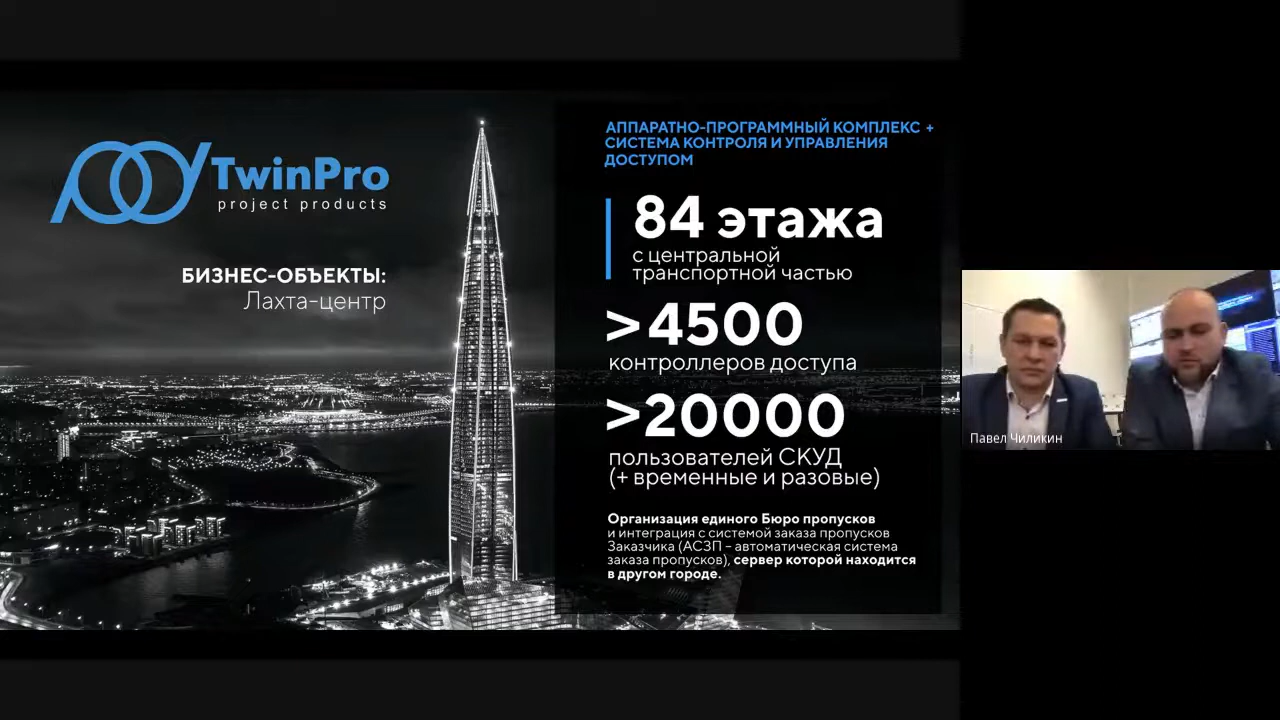 TwinPro
project products
БИЗНЕС-ОБЪЕКТЫ:
Лахта-центр
АППАРАТНО-ПРОГРАММНЫЙ КОМПЛЕКС +
СИСТЕМА КОНТРОЛЯ И УПРАВЛЕНИЯ
ДОСТУПОМ
84 этажа
с центральной
транспортной частью
>4500
контроллеров доступа
>20000
пользователей СКУД
(+ временные и разовые)
Организация единого Бюро пропусков
и интеграция с системой заказа пропусков
Заказчика (АСЗП – автоматическая система
заказа пропусков), сервер которой находится
в другом городе.
Павел Чиликин